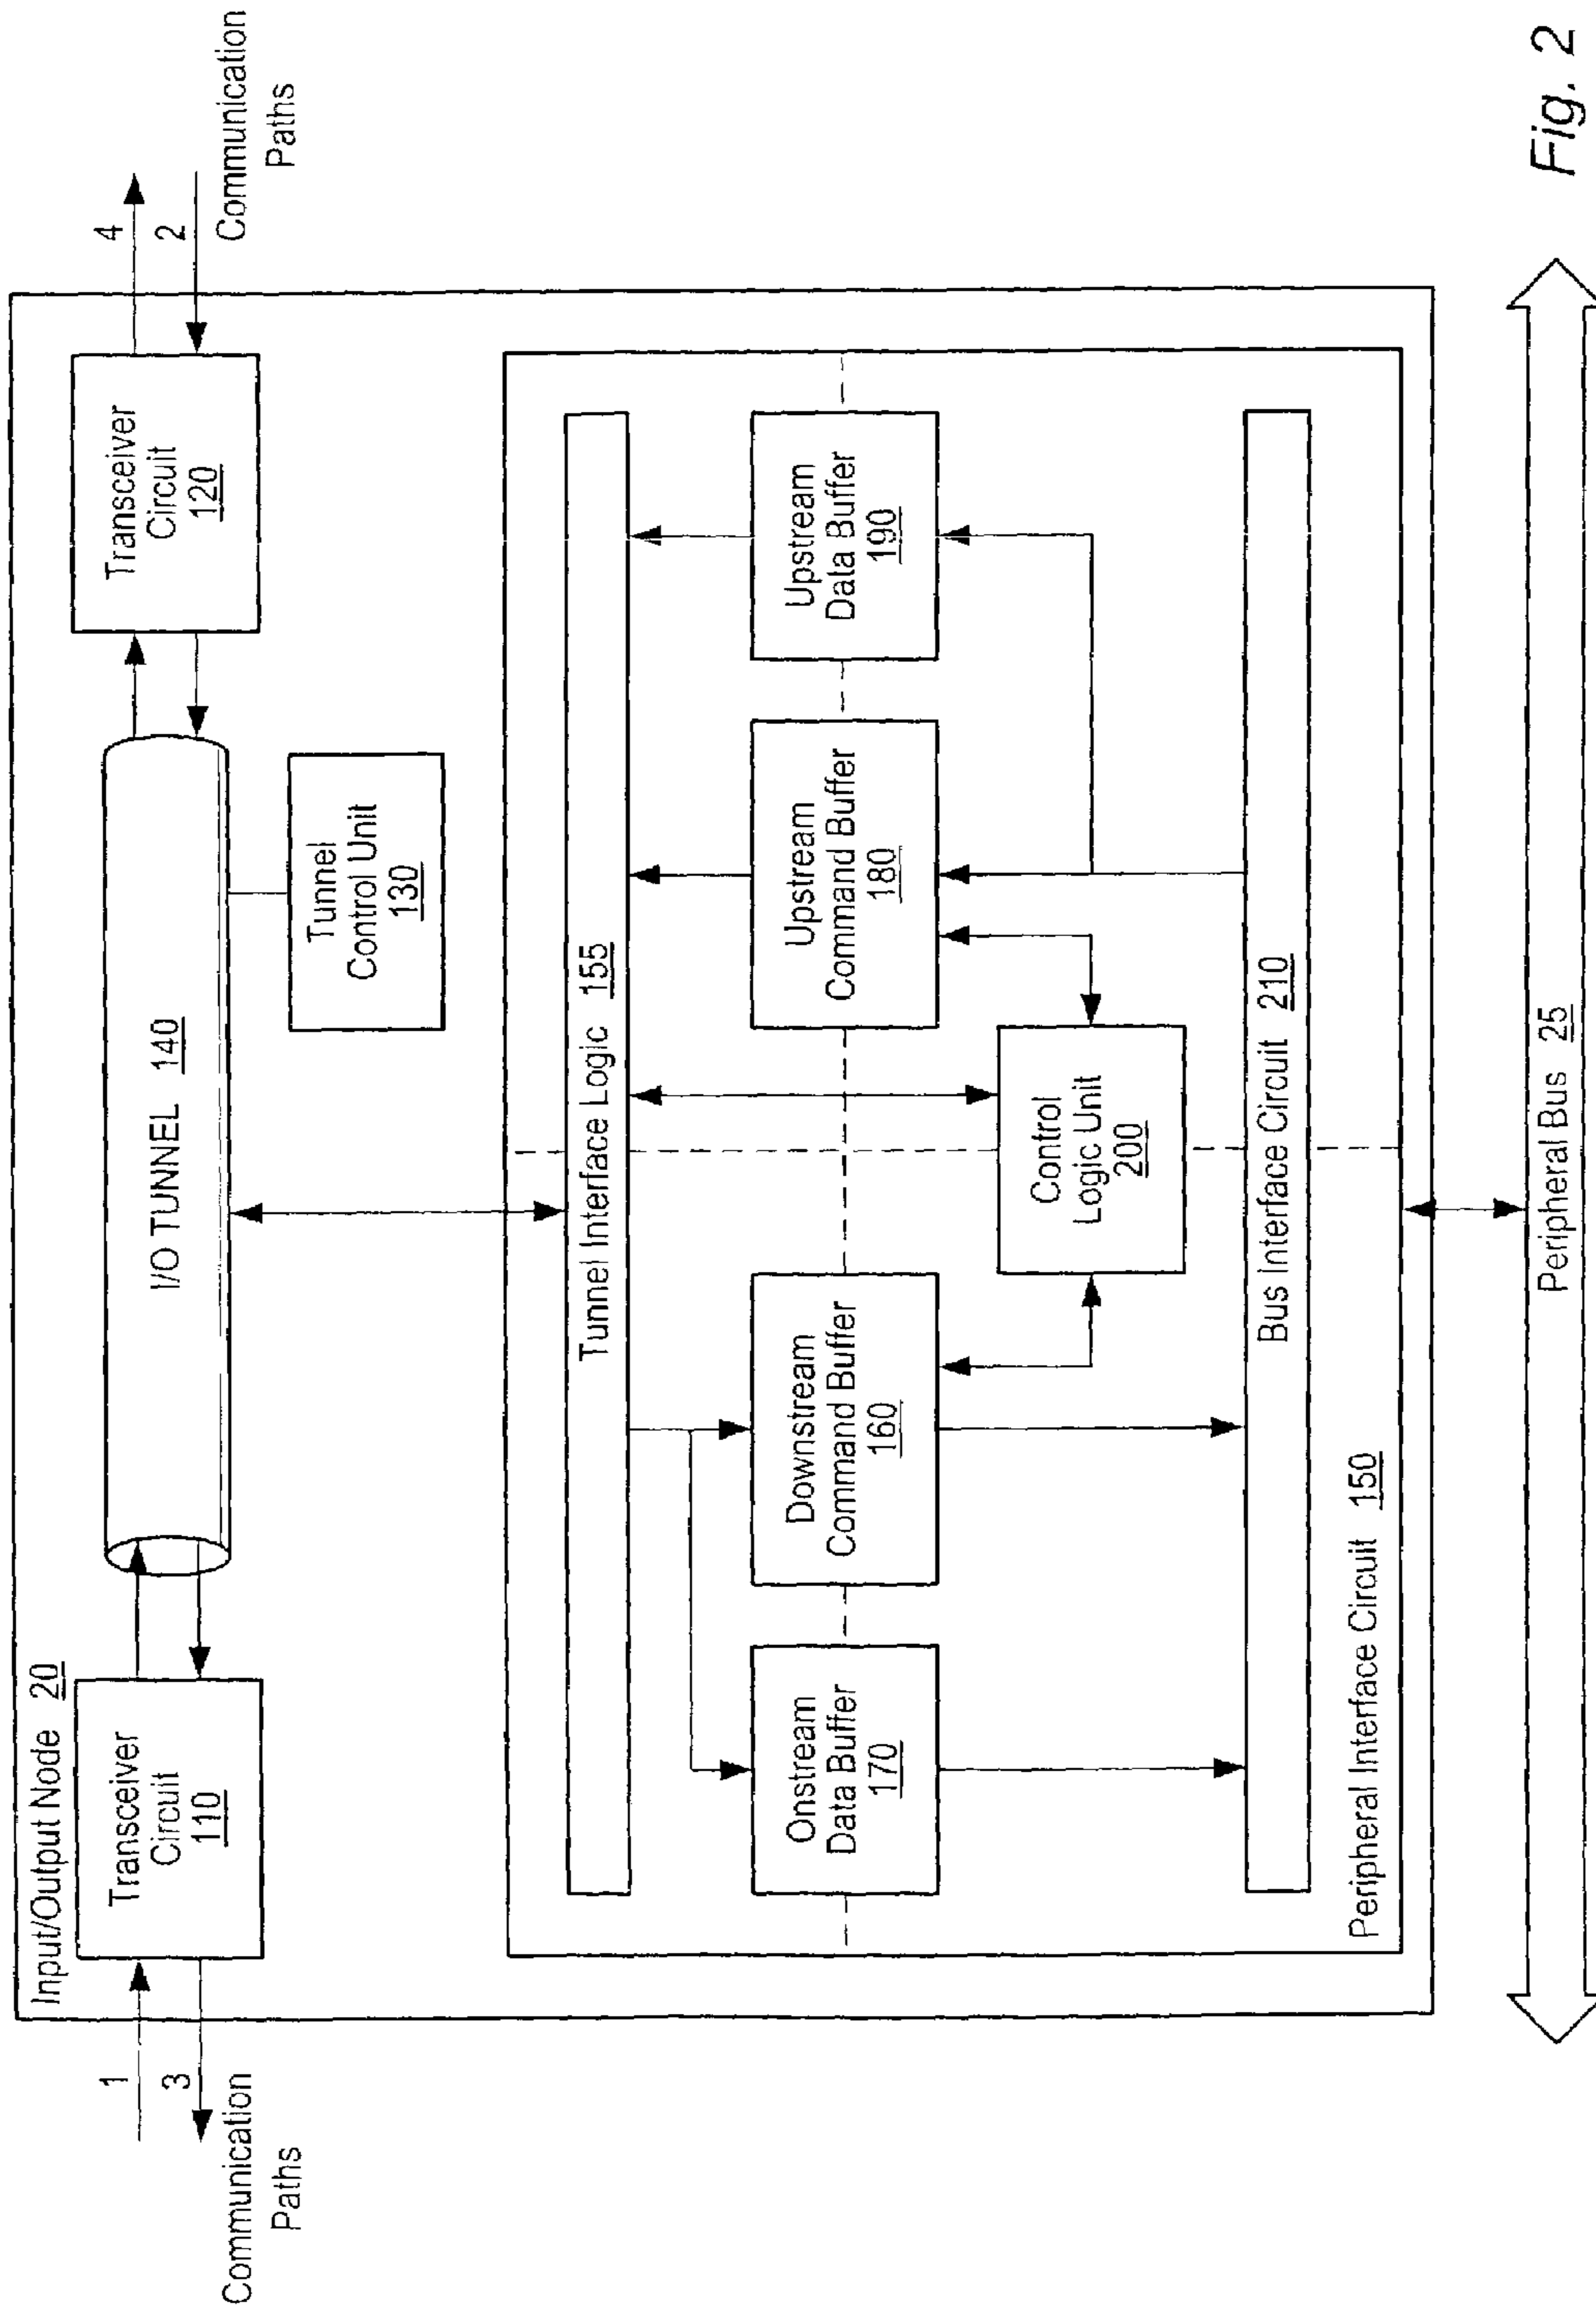 Input/Output Node 20
1
3
Communication
Paths
Transceiver
Circuit
110
I/O TUNNEL 140
Transceiver
Circuit
120
4
2
Communication
Paths
Tunnel
Control Unit
130
Tunnel Interface Logic 155
Onstream
Data Buffer
170
Downstream
Command Buffer
160
Upstream
Command Buffer
180
Upstream
Data Buffer
190
Control
Logic Unit
200
Bus Interface Circuit 210
Peripheral Interface Circuit 150
Peripheral Bus 25
Fig. 2